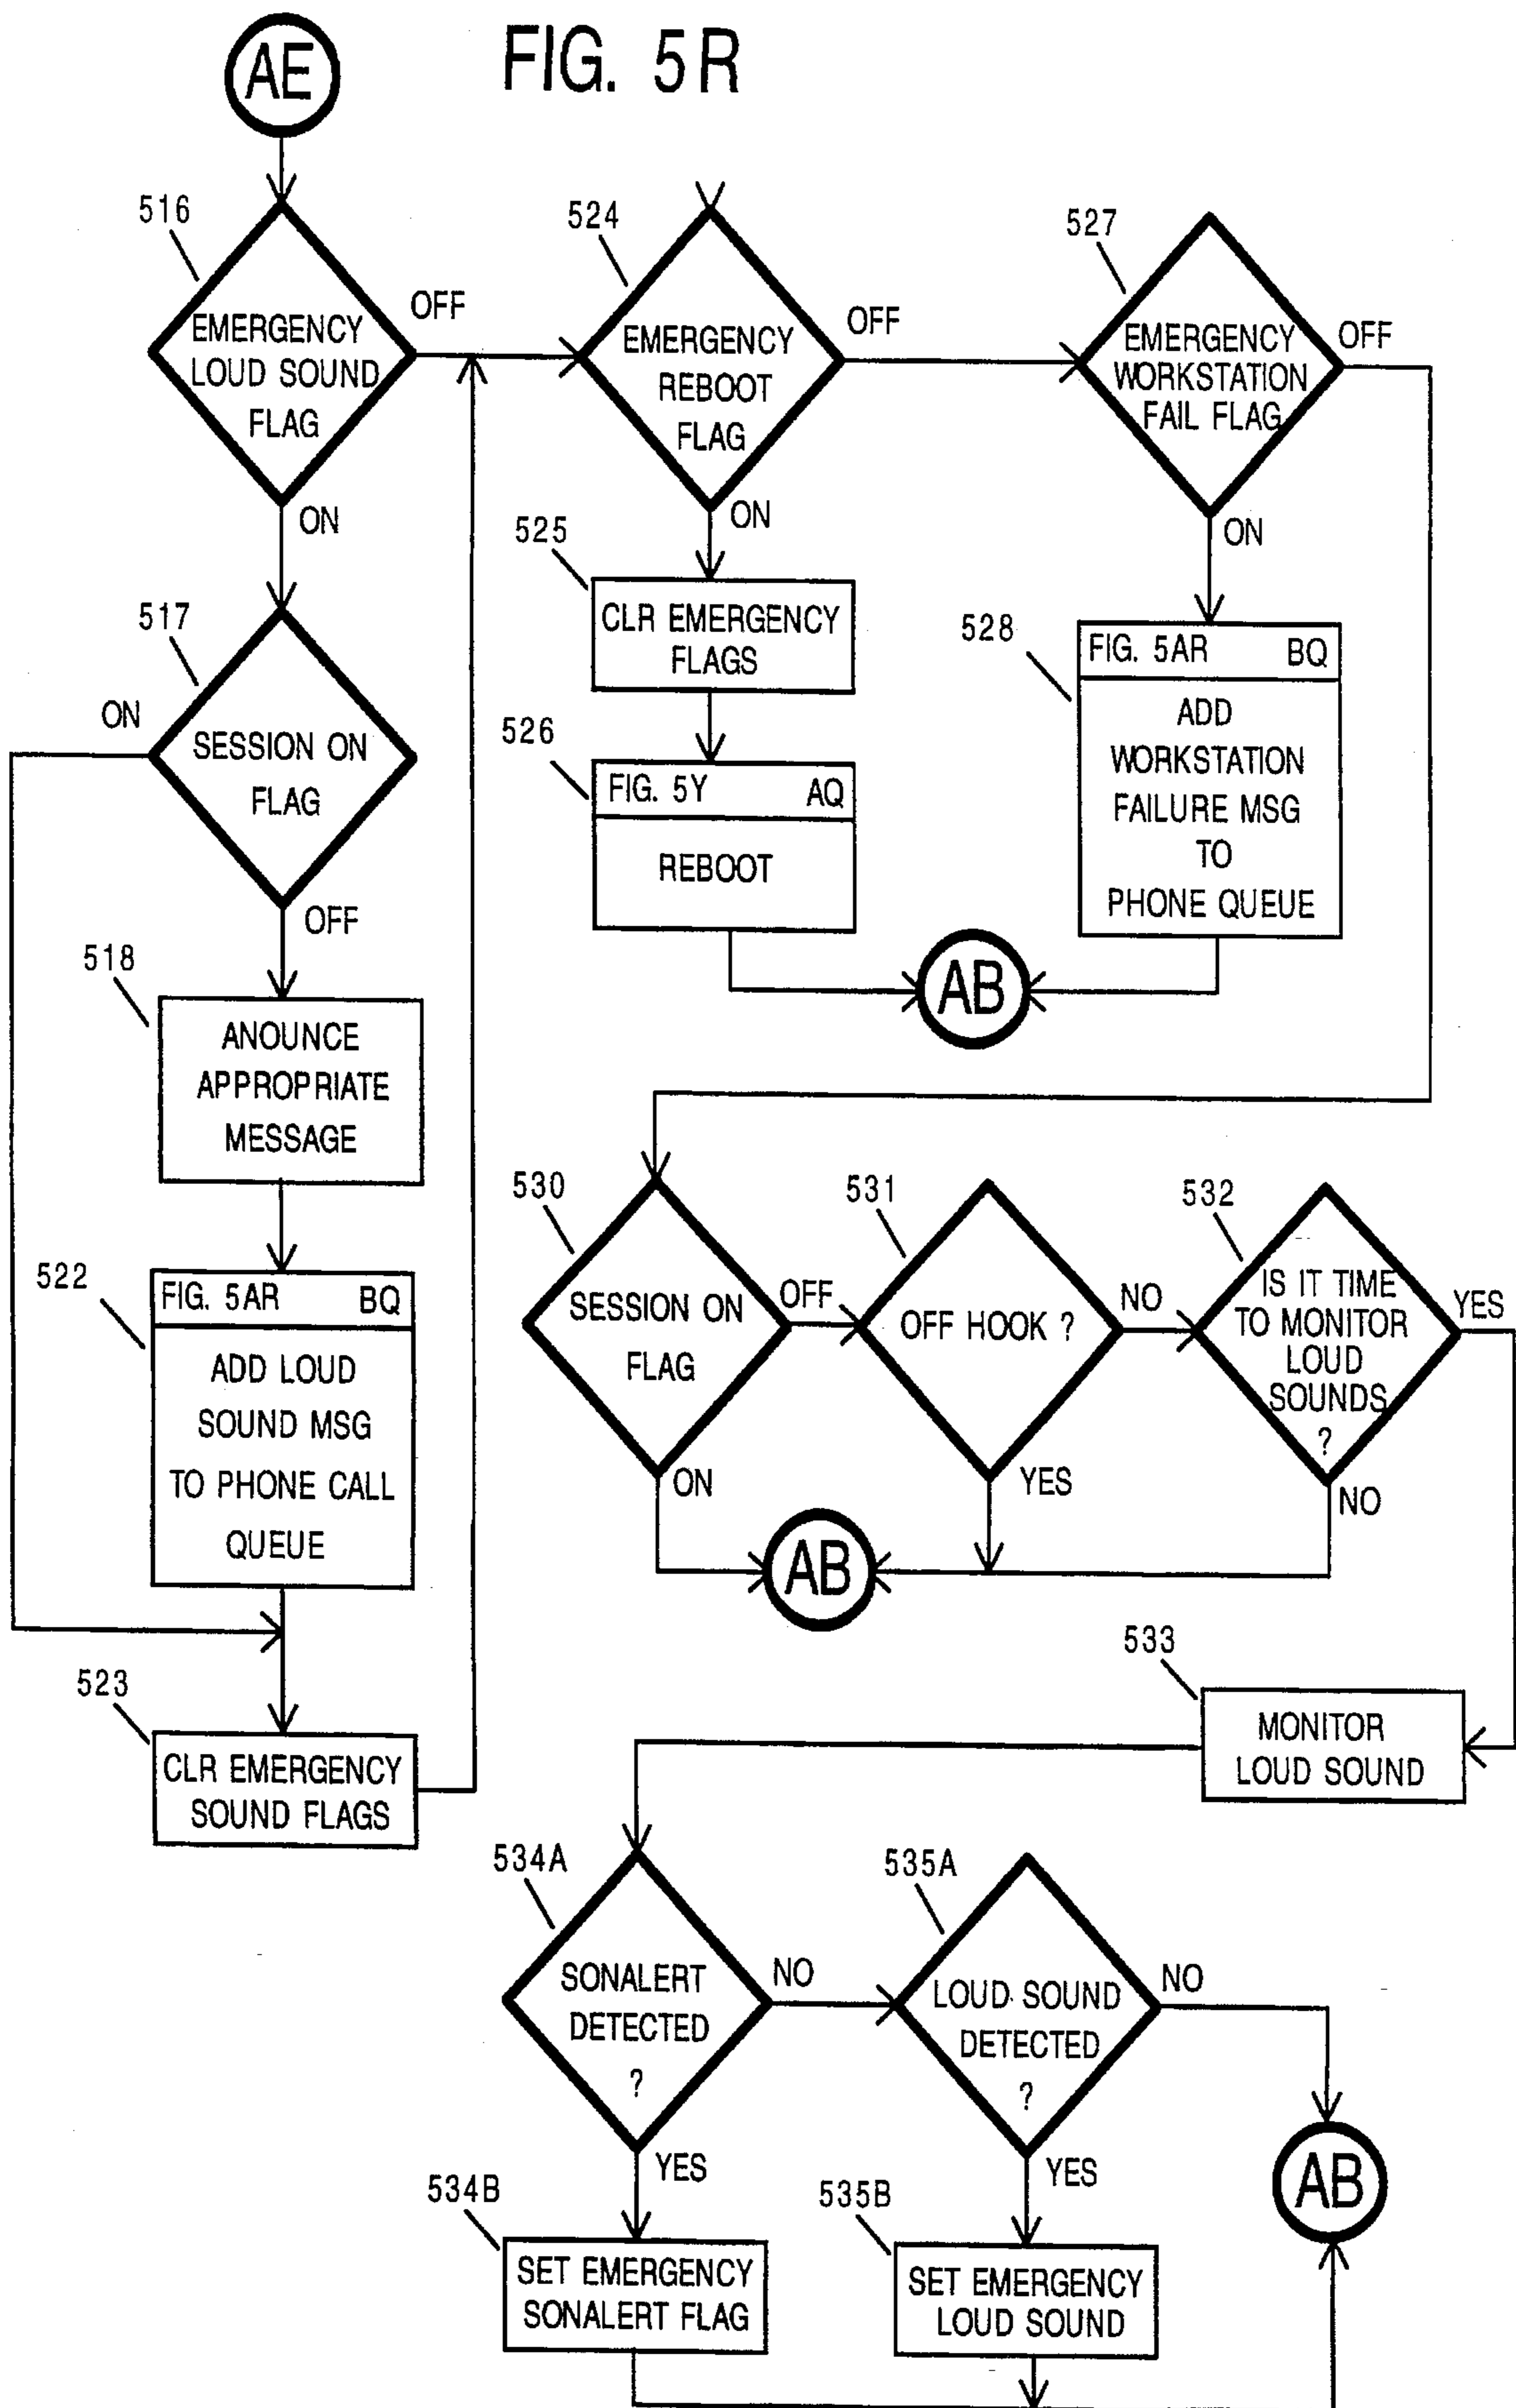 FIG. 5R
AE
516
EMERGENCY
LOUD SOUND
FLAG
OFF
ON
517
ON
SESSION ON
FLAG
OFF
518
ANOUNCE
APPROPRIATE
MESSAGE
522
FIG. 5AR BQ
ADD LOUD
SOUND MSG
TO PHONE CALL
QUEUE
523
CLR EMERGENCY
SOUND FLAGS
524
EMERGENCY
REBOOT
FLAG
OFF
ON
525
CLR EMERGENCY
FLAGS
526
FIG. 5Y AQ
REBOOT
527
EMERGENCY
WORKSTATION
FAIL FLAG
OFF
ON
528
FIG. 5AR BQ
ADD
WORKSTATION
FAILURE MSG
TO
PHONE QUEUE
AB
530
SESSION ON
FLAG
OFF
ON
531
OFF HOOK ?
NO
YES
532
IS IT TIME
TO MONITOR
LOUD
SOUNDS
?
YES
NO
AB
533
MONITOR
LOUD SOUND
534A
SONALERT
DETECTED
?
NO
YES
534B
SET EMERGENCY
SONALERT FLAG
535A
LOUD SOUND
DETECTED
?
NO
YES
535B
SET EMERGENCY
LOUD SOUND
AB